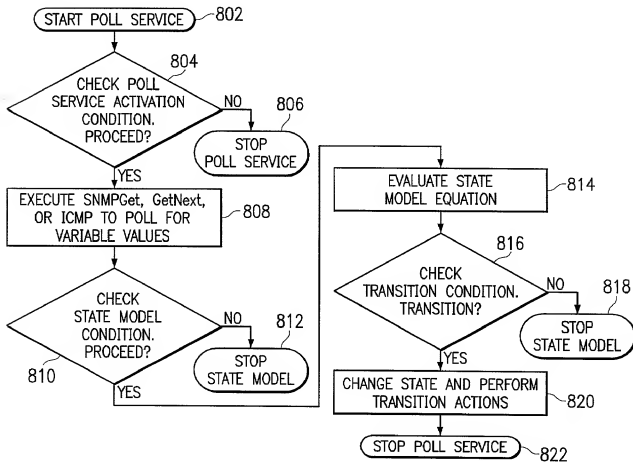 START POLL SERVICE
802
804
CHECK POLL
SERVICE ACTIVATION
CONDITION.
PROCEED?
NO
806
STOP
POLL SERVICE
YES
EXECUTE SNMPGet, GetNext,
OR ICMP TO POLL FOR
VARIABLE VALUES
808
CHECK
STATE MODEL
CONDITION.
PROCEED?
810
NO
812
STOP
STATE MODEL
YES
EVALUATE STATE
MODEL EQUATION
814
816
CHECK
TRANSITION CONDITION.
TRANSITION?
NO
818
STOP
STATE MODEL
YES
CHANGE STATE AND PERFORM
TRANSITION ACTIONS
820
STOP POLL SERVICE
822